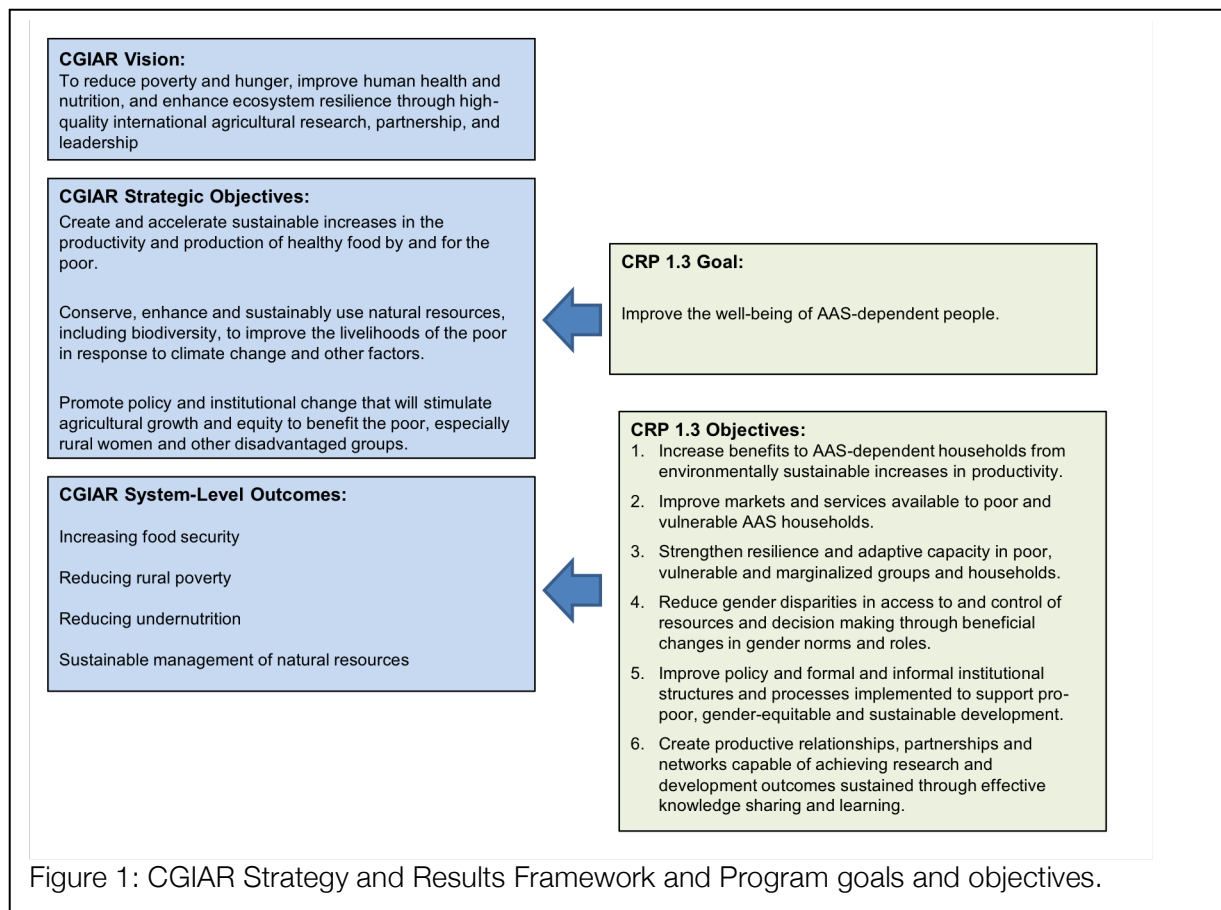 CGIAR Vision:
To reduce poverty and hunger, improve human health and
nutrition, and enhance ecosystem resilience through high-
quality international agricultural research, partnership, and
leadership
CGIAR Strategic Objectives:
Create and accelerate sustainable increases in the
productivity and production of healthy food by and for the
poor.
Conserve, enhance and sustainably use natural resources,
including biodiversity, to improve the livelihoods of the poor
in response to climate change and other factors.
Promote policy and institutional change that will stimulate
agricultural growth and equity to benefit the poor, especially
rural women and other disadvantaged groups.
CGIAR System-Level Outcomes:
Increasing food security
Reducing rural poverty
Reducing undernutrition
Sustainable management of natural resources
CRP 1.3 Goal:
Improve the well-being of AAS-dependent people.
CRP 1.3 Objectives:
1. Increase benefits to AAS-dependent households from
environmentally sustainable increases in productivity.
2. Improve markets and services available to poor and
vulnerable AAS households.
3. Strengthen resilience and adaptive capacity in poor,
vulnerable and marginalized groups and households.
4. Reduce gender disparities in access to and control of
resources and decision making through beneficial
changes in gender norms and roles.
5. Improve policy and formal and informal institutional
structures and processes implemented to support pro-
poor, gender-equitable and sustainable development.
6. Create productive relationships, partnerships and
networks capable of achieving research and
development outcomes sustained through effective
knowledge sharing and learning.
Figure 1: CGIAR Strategy and Results Framework and Program goals and objectives.